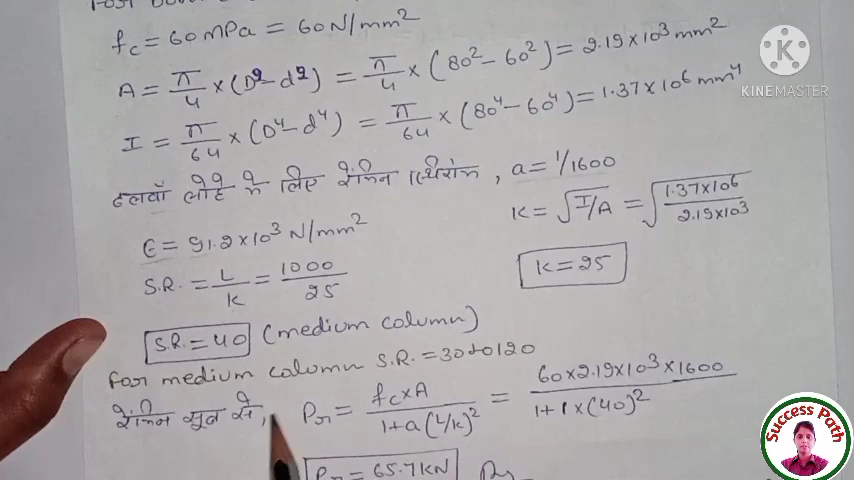 fc = 60 MPa = 60 N/mm²
A = π/4 × (D² - d²) = π/4 × (80² - 60²) = 2.19 × 10³ mm²
I = π/64 × (D⁴ - d⁴) = π/64 × (80⁴ - 60⁴) = 1.37 × 10⁶ mm⁴
ढलवाँ लोहे के लिए रैंकिन स्थिरांक, a = 1/1600
E = 91.2 × 10³ N/mm²
K = √I/A = √1.37×10⁶/2.19×10³
S.R. = L/K = 1000/25
K = 25
S.R. = 40 (medium column)
For medium column S.R. = 30 to 120
रैंकिन सूत्र से, Pr = fc×A/1+a(L/K)² = 60×2.19×10³×1600/1+1×(40)²
Pr = 65.7 KN
KINEMASTER
Success Path